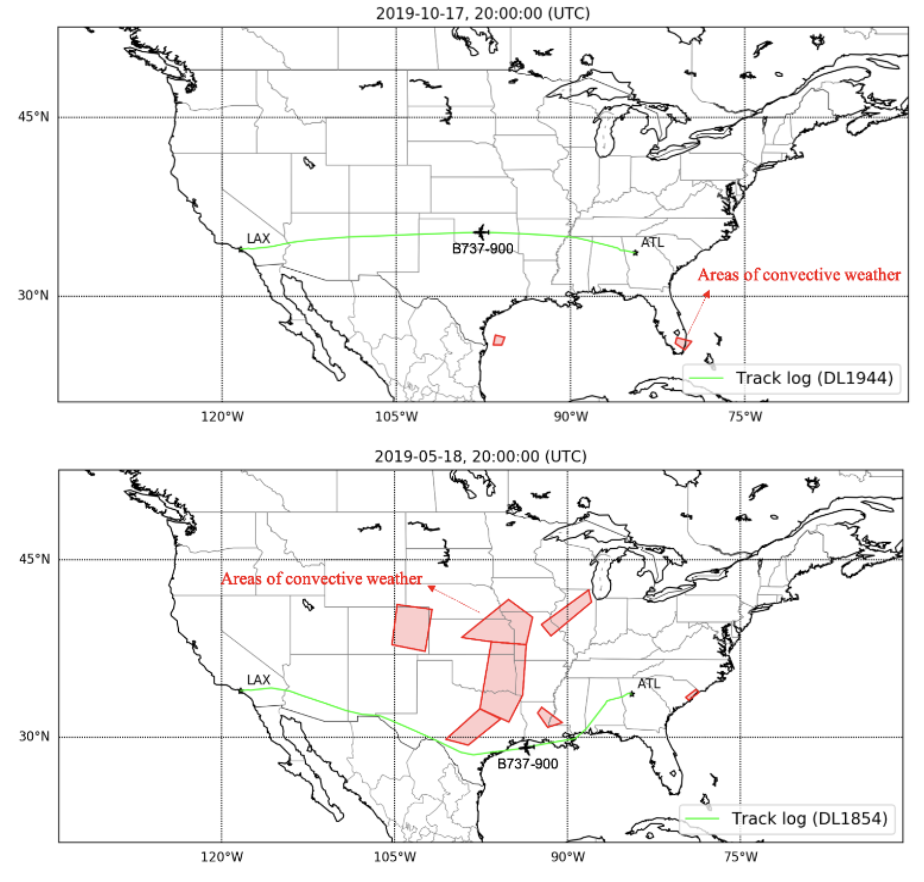 2019-10-17, 20:00:00 (UTC)
45°N
LAX
B737-900
ATL
Areas of convective weather
30°N
Track log (DL1944)
120°W 105°W 90°W 75°W
2019-05-18, 20:00:00 (UTC)
45°N
Areas of convective weather
LAX
ATL
30°N
B737-900
Track log (DL1854)
120°W 105°W 90°W 75°W